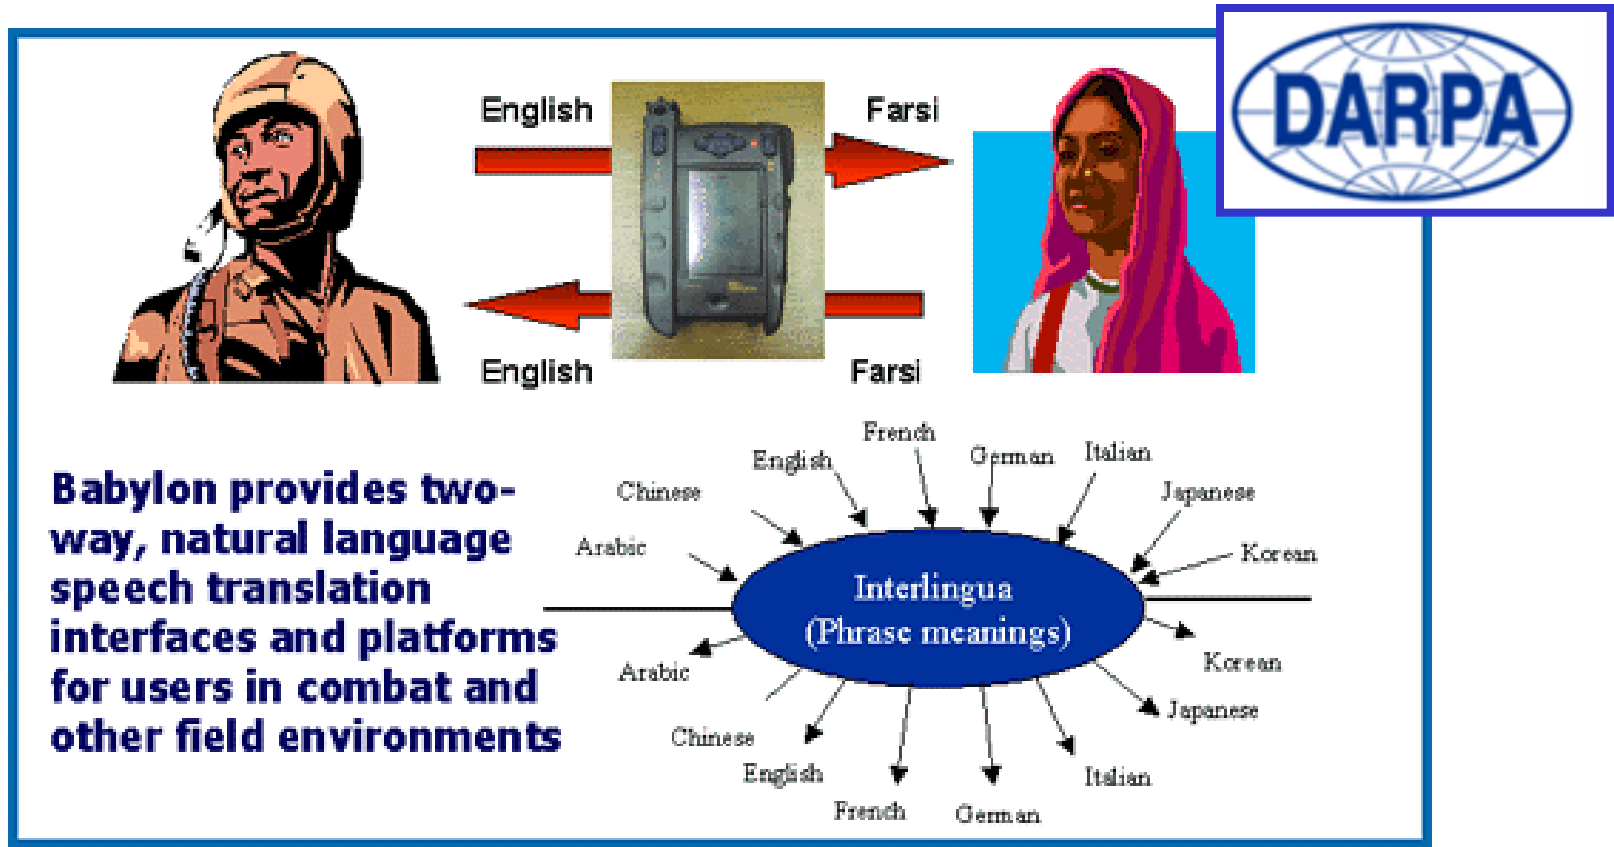 DARPA
English
Farsi
English
Farsi
Babylon provides two-
way, natural language
speech translation
interfaces and platforms
for users in combat and
other field environments
French
English
German
Italian
Chinese
Japanese
Arabic
Korean
Interlingua
(Phrase meanings)
Arabic
Korean
Chinese
Japanese
English
Italian
French
German